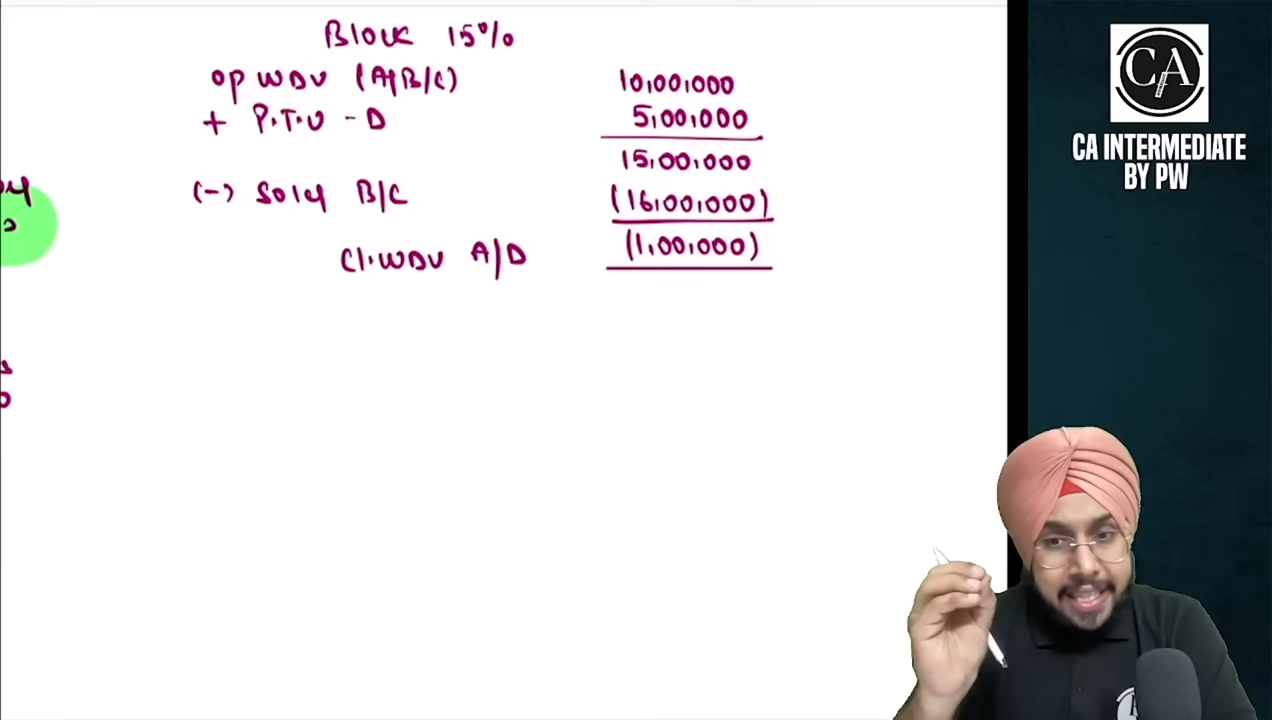 Block 15%
OP WDV (A/B/C) 10,00,000
+ P.T.U - D 5,00,000
15,00,000
(-) Sold B/C (16,00,000)
Cl. WDV A/D (1,00,000)
CA
CA INTERMEDIATE
BY PW